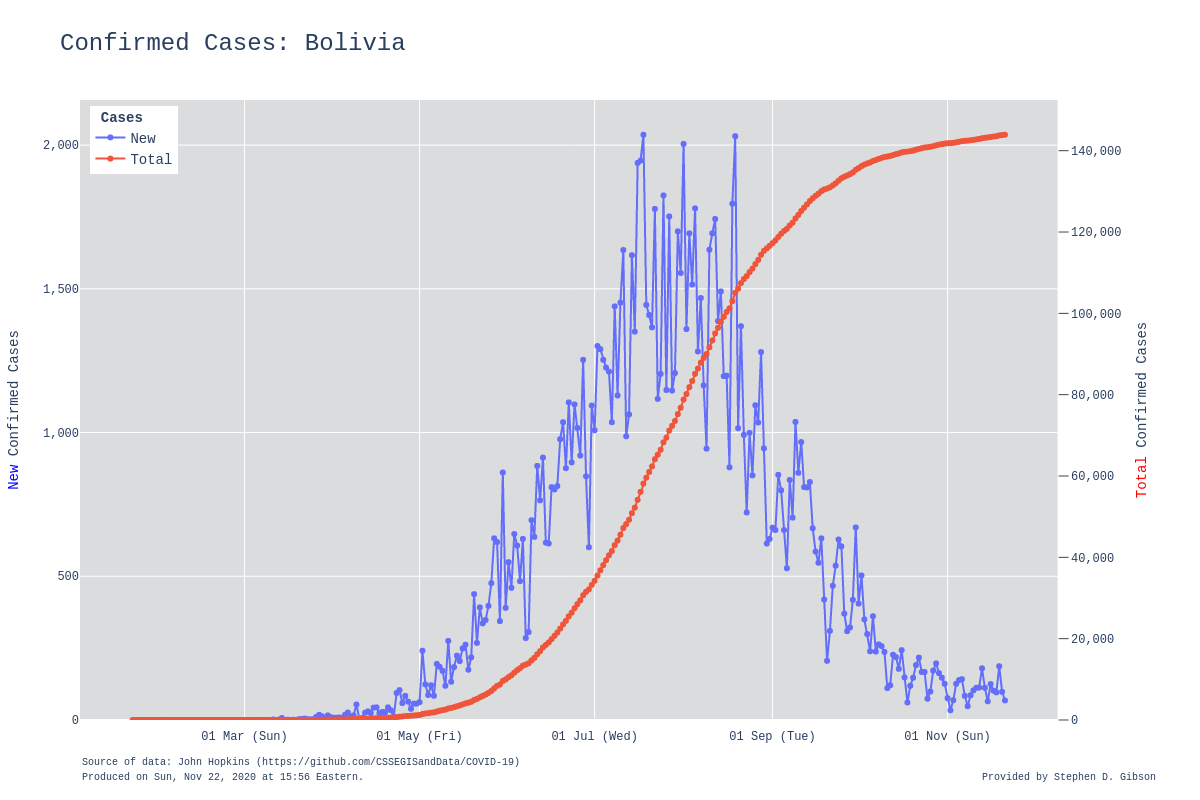 Confirmed Cases: Bolivia
Cases
New
Total
2,000
1,500
1,000
500
0
140,000
120,000
100,000
80,000
60,000
40,000
20,000
0
New Confirmed Cases
Total Confirmed Cases
01 Mar (Sun)
01 May (Fri)
01 Jul (Wed)
01 Sep (Tue)
01 Nov (Sun)
Source of data: John Hopkins (https://github.com/CSSEGISandData/COVID-19)
Produced on Sun, Nov 22, 2020 at 15:56 Eastern.
Provided by Stephen D. Gibson